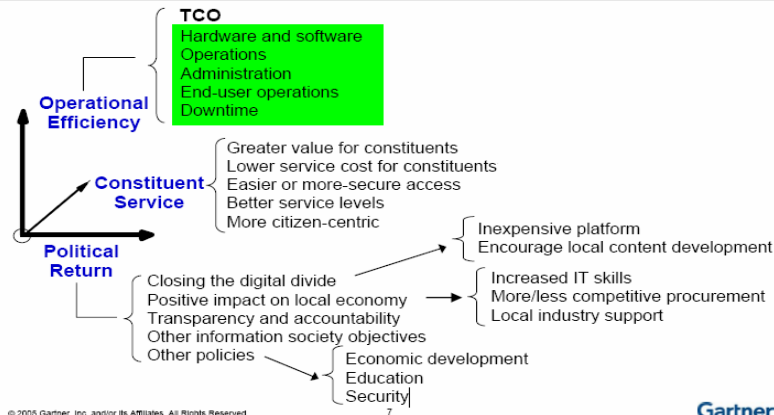 TCO
Hardware and software
Operations
Administration
End-user operations
Downtime
Operational
Efficiency
Greater value for constituents
Lower service cost for constituents
Easier or more-secure access
Better service levels
More citizen-centric
Constituent
Service
Political
Return
Inexpensive platform
Encourage local content development
Closing the digital divide
Positive impact on local economy
Transparency and accountability
Other information society objectives
Other policies
Increased IT skills
More/less competitive procurement
Local industry support
Economic development
Education
Security
© 2005 Gartner, Inc. and/or its Affiliates. All Rights Reserved.
7
Gartner